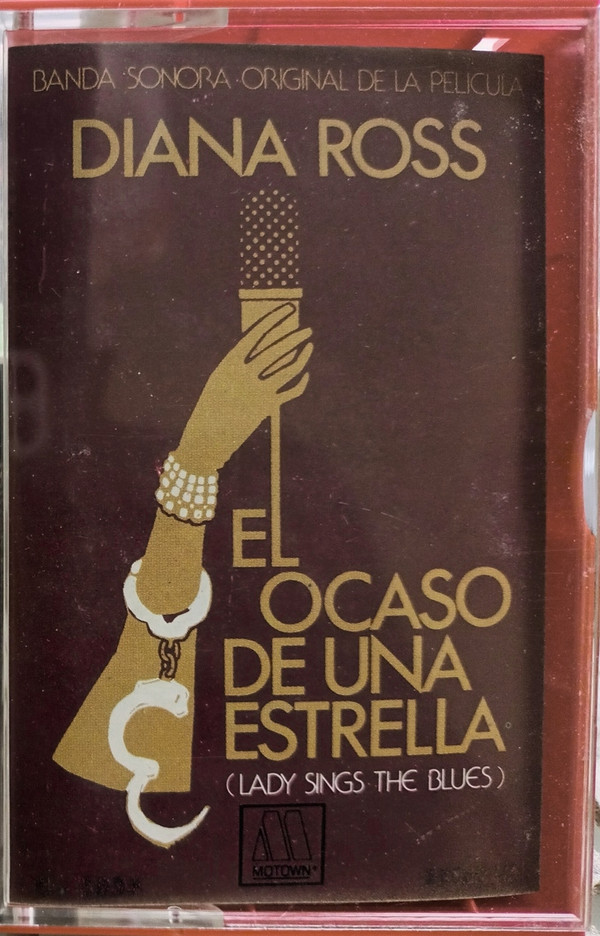 BANDA SONORA ORIGINAL DE LA PELICULA
DIANA ROSS
EL
OCASO
DE UNA
ESTRELLA
(LADY SINGS THE BLUES)
MOTOWN